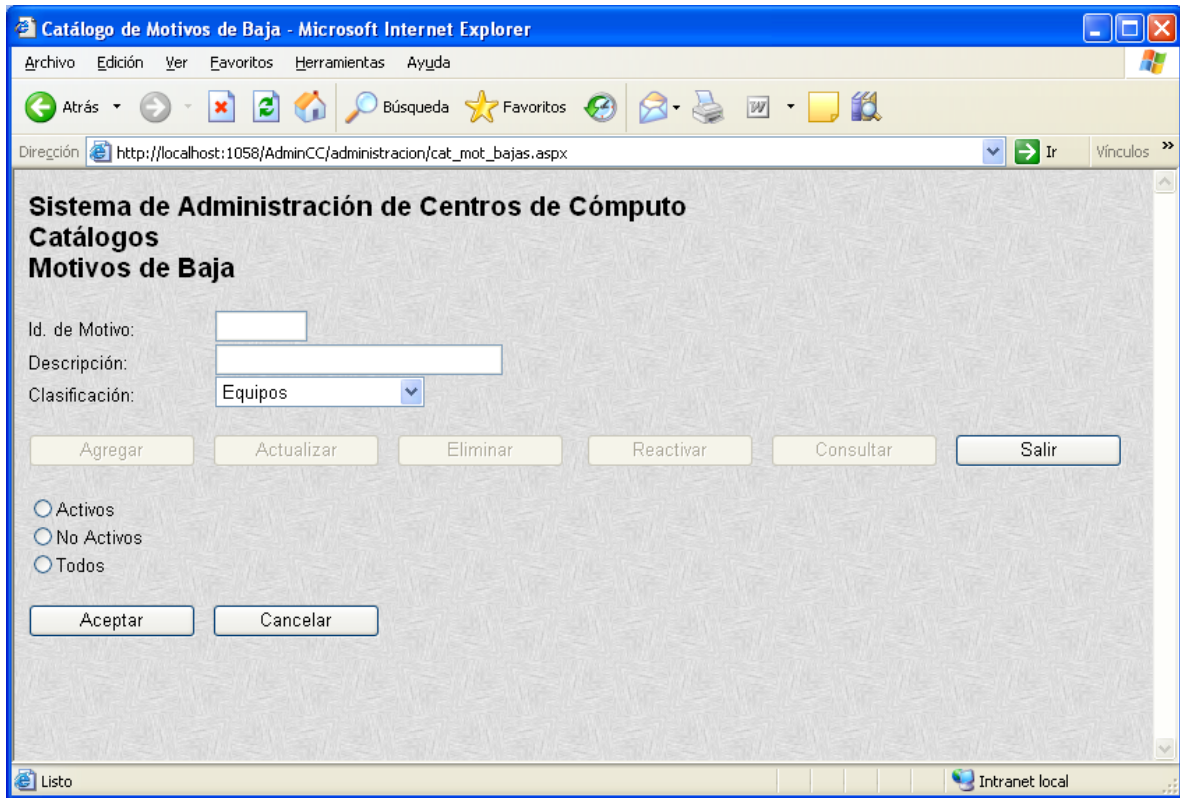 Catálogo de Motivos de Baja - Microsoft Internet Explorer
Archivo Edición Ver Favoritos Herramientas Ayuda
Atrás Búsqueda Favoritos
Dirección http://localhost:1058/AdminCC/administracion/cat_mot_bajas.aspx Ir Vínculos »
Sistema de Administración de Centros de Cómputo
Catálogos
Motivos de Baja
Id. de Motivo:
Descripción:
Clasificación: Equipos
Agregar Actualizar Eliminar Reactivar Consultar Salir
Activos
No Activos
Todos
Aceptar Cancelar
Listo Intranet local